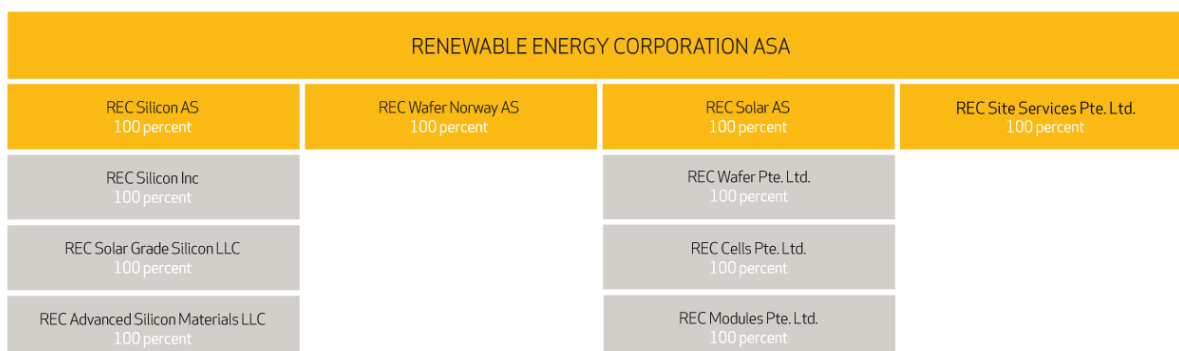 RENEWABLE ENERGY CORPORATION ASA
REC Silicon AS
100 percent
REC Wafer Norway AS
100 percent
REC Solar AS
100 percent
REC Site Services Pte. Ltd.
100 percent
REC Silicon Inc
100 percent
REC Wafer Pte. Ltd.
100 percent
REC Solar Grade Silicon LLC
100 percent
REC Cells Pte. Ltd.
100 percent
REC Advanced Silicon Materials LLC
100 percent
REC Modules Pte. Ltd.
100 percent